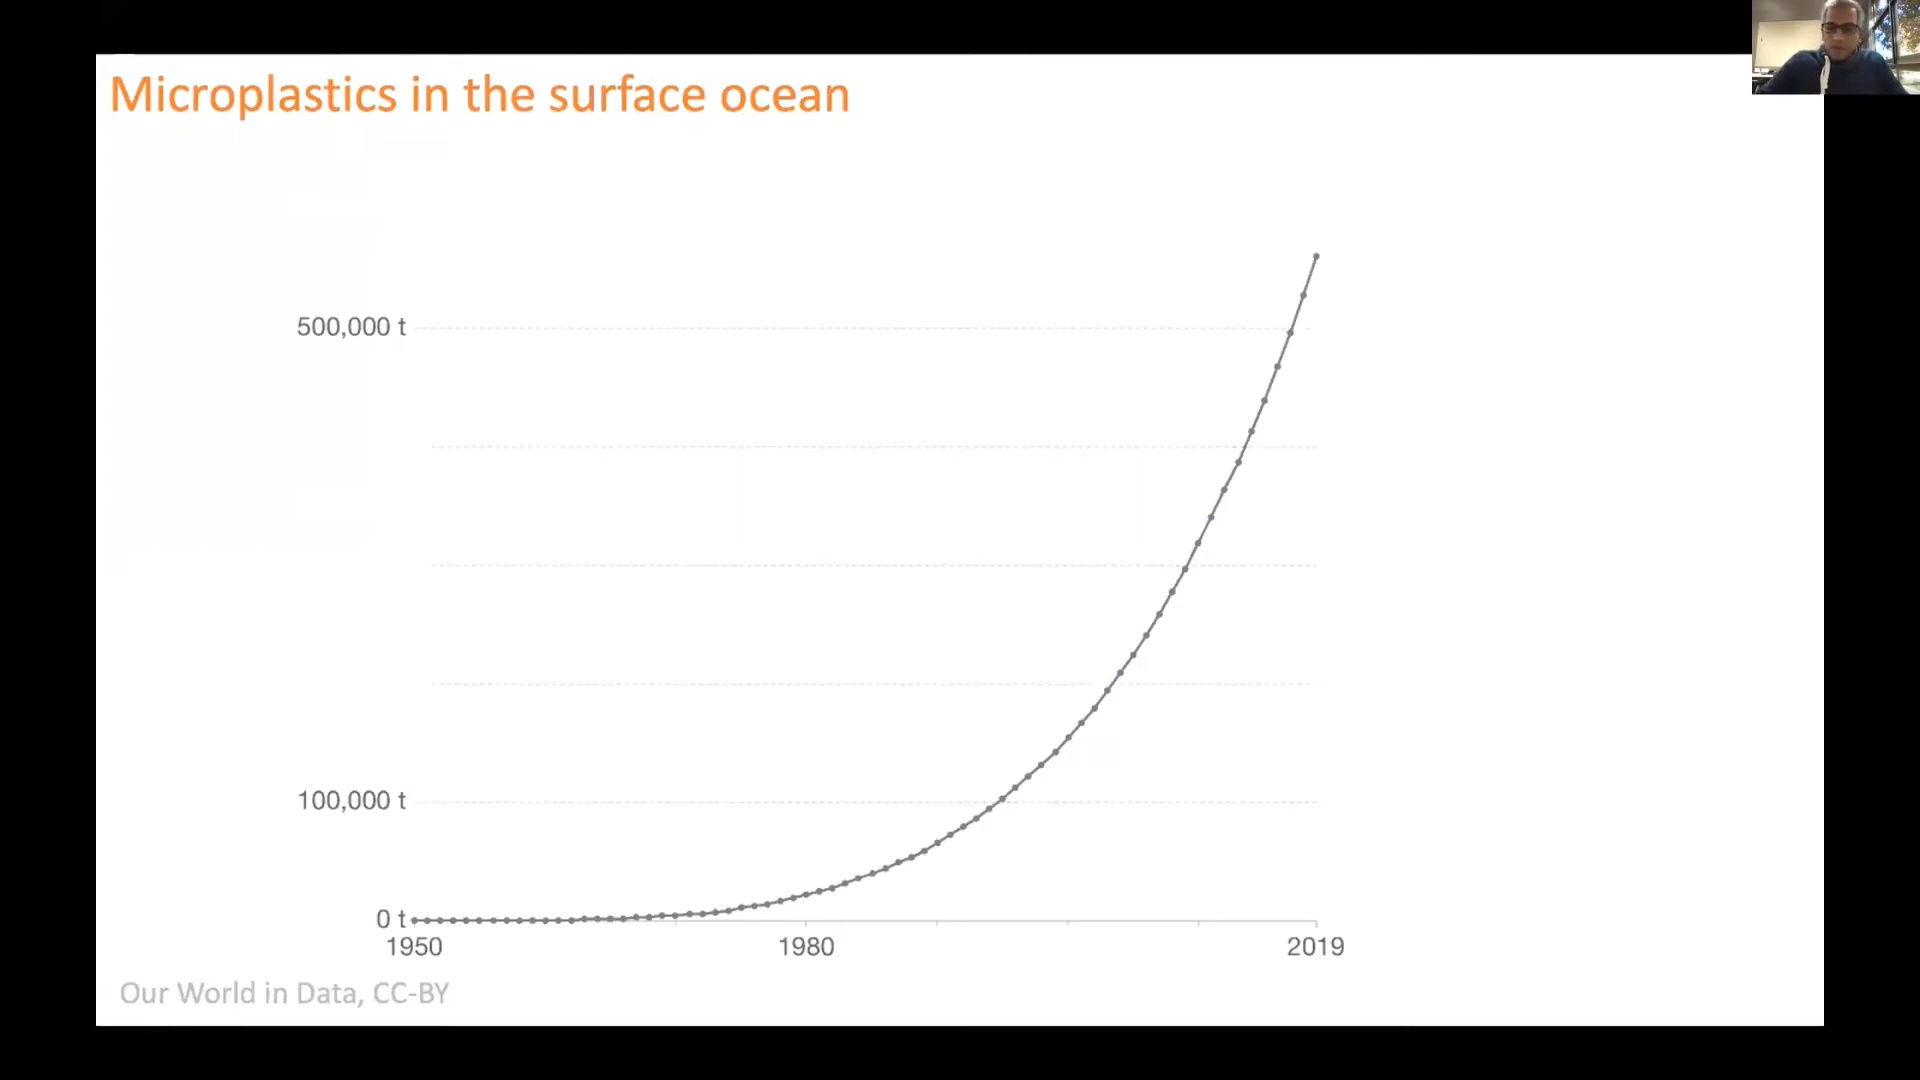 Microplastics in the surface ocean
500,000 t
100,000 t
0 t
1950 1980 2019
Our World in Data, CC-BY